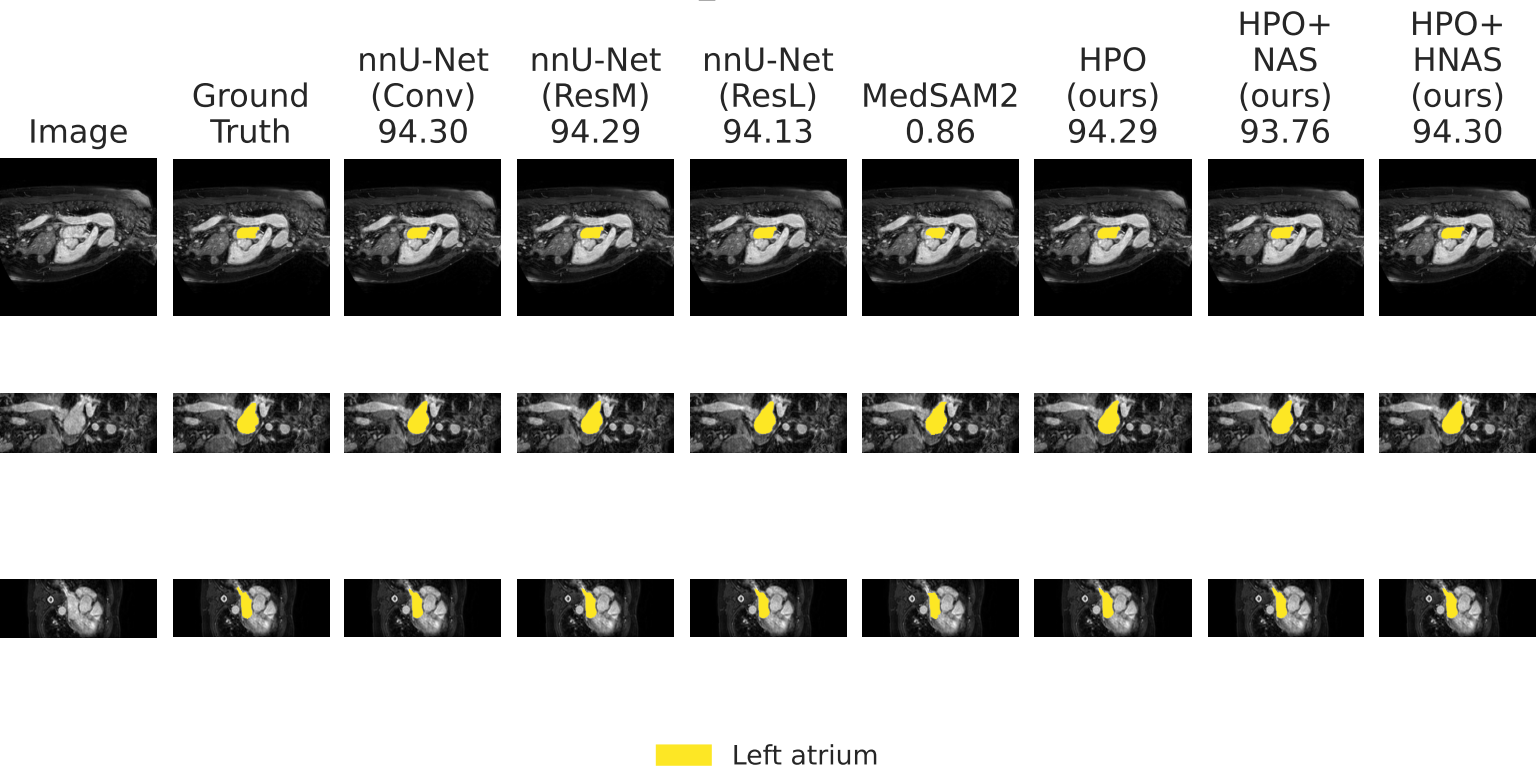 Image
Ground
Truth
nnU-Net
(Conv)
94.30
nnU-Net
(ResM)
94.29
nnU-Net
(ResL)
94.13
MedSAM2
0.86
HPO
(ours)
94.29
HPO+
NAS
(ours)
93.76
HPO+
HNAS
(ours)
94.30
Left atrium